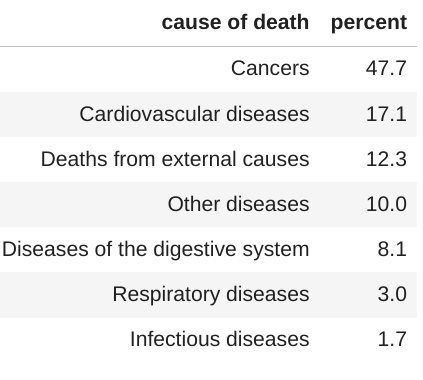 cause of death percent
Cancers 47.7
Cardiovascular diseases 17.1
Deaths from external causes 12.3
Other diseases 10.0
Diseases of the digestive system 8.1
Respiratory diseases 3.0
Infectious diseases 1.7